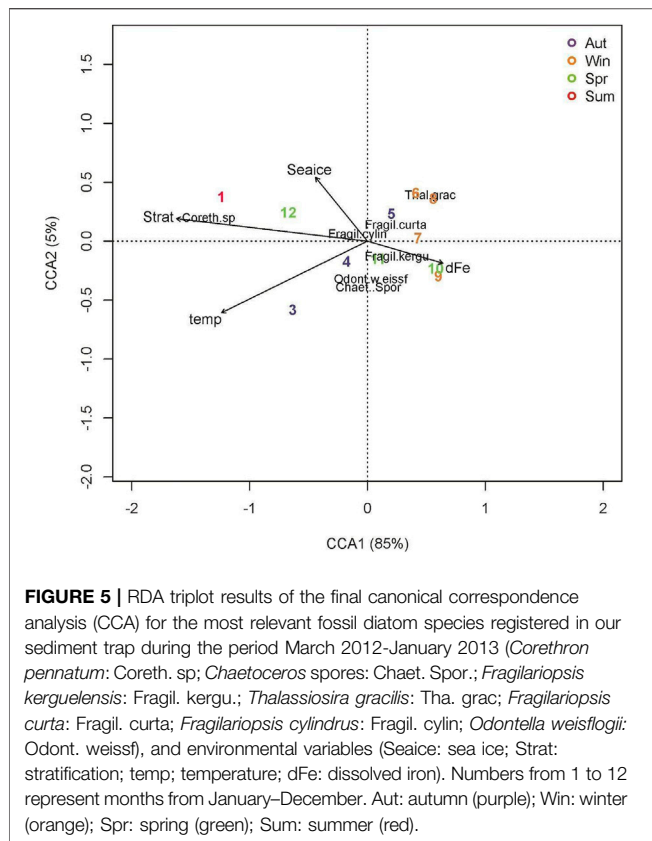 Aut
Win
Spr
Sum
1.5
1.0
0.5
0.0
-0.5
-1.0
-1.5
-2.0
CCA2 (5%)
Seaice
1
12
6
8
Thal.grac
Strat
Coreth.sp
5
Fragil.curta
Fragil.cylin
7
4
11
Fragil.kergu
10
dFe
9
Odont.w.eissf
Chaet..Spor
3
temp
-2
-1
0
1
2
CCA1 (85%)
FIGURE 5 | RDA triplot results of the final canonical correspondence
analysis (CCA) for the most relevant fossil diatom species registered in our
sediment trap during the period March 2012-January 2013 (Corethron
pennatum: Coreth. sp; Chaetoceros spores: Chaet. Spor.; Fragilariopsis
kerguelensis: Fragil. kergu.; Thalassiosira gracilis: Tha. grac; Fragilariopsis
curta: Fragil. curta; Fragilariopsis cylindrus: Fragil. cylin; Odontella weisflogii:
Odont. weissf), and environmental variables (Seaice: sea ice; Strat:
stratification; temp; temperature; dFe: dissolved iron). Numbers from 1 to 12
represent months from January–December. Aut: autumn (purple); Win: winter
(orange); Spr: spring (green); Sum: summer (red).